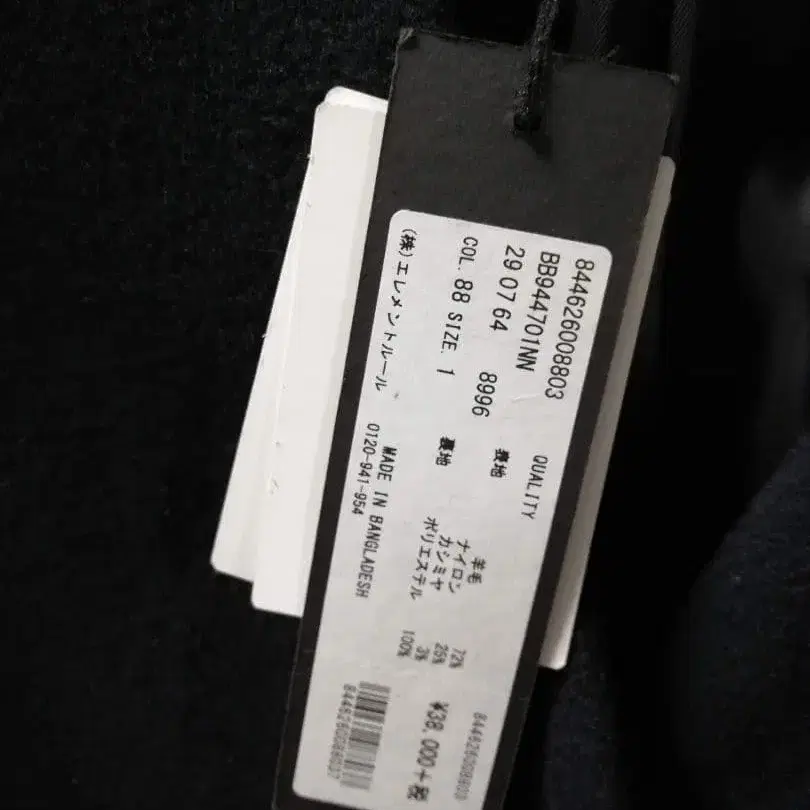 844626008803
BB944701NN
29 07 64 8996
COL. 88 SIZE. 1
(株)エレメントルール
QUALITY
表地 羊毛 72%
ナイロン 25%
カシミヤ 3%
裏地 ポリエステル 100%
MADE IN BANGLADESH
0120-941-954
844626008803
¥38,000+税
8446260088037